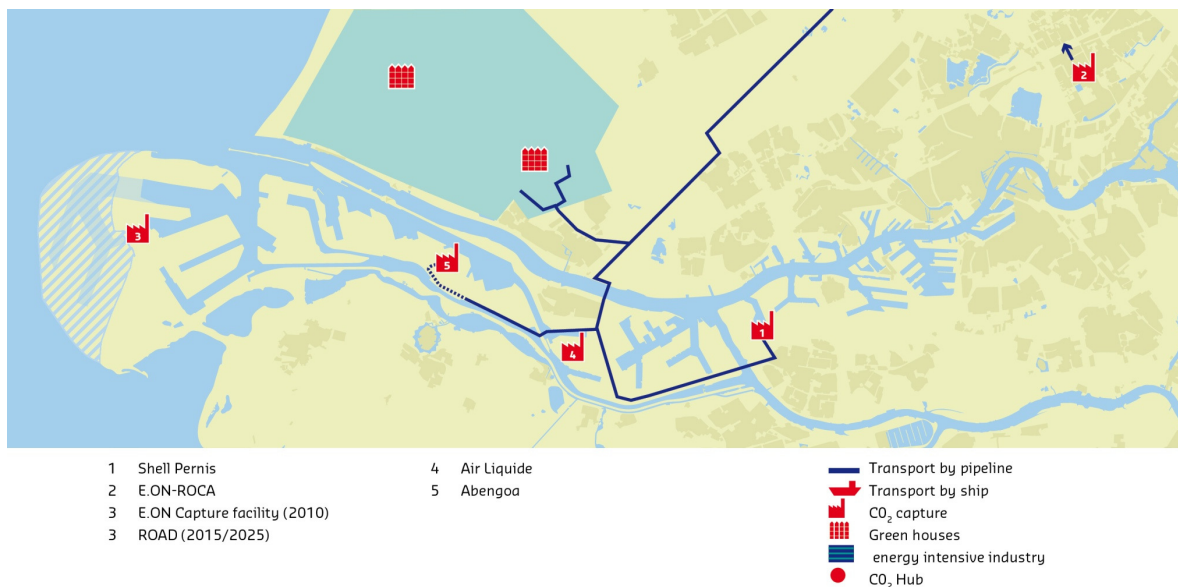 2
3
5
1
4
1 Shell Pernis
2 E.ON-ROCA
3 E.ON Capture facility (2010)
3 ROAD (2015/2025)
4 Air Liquide
5 Abengoa
Transport by pipeline
Transport by ship
CO₂ capture
Green houses
energy intensive industry
CO₂ Hub